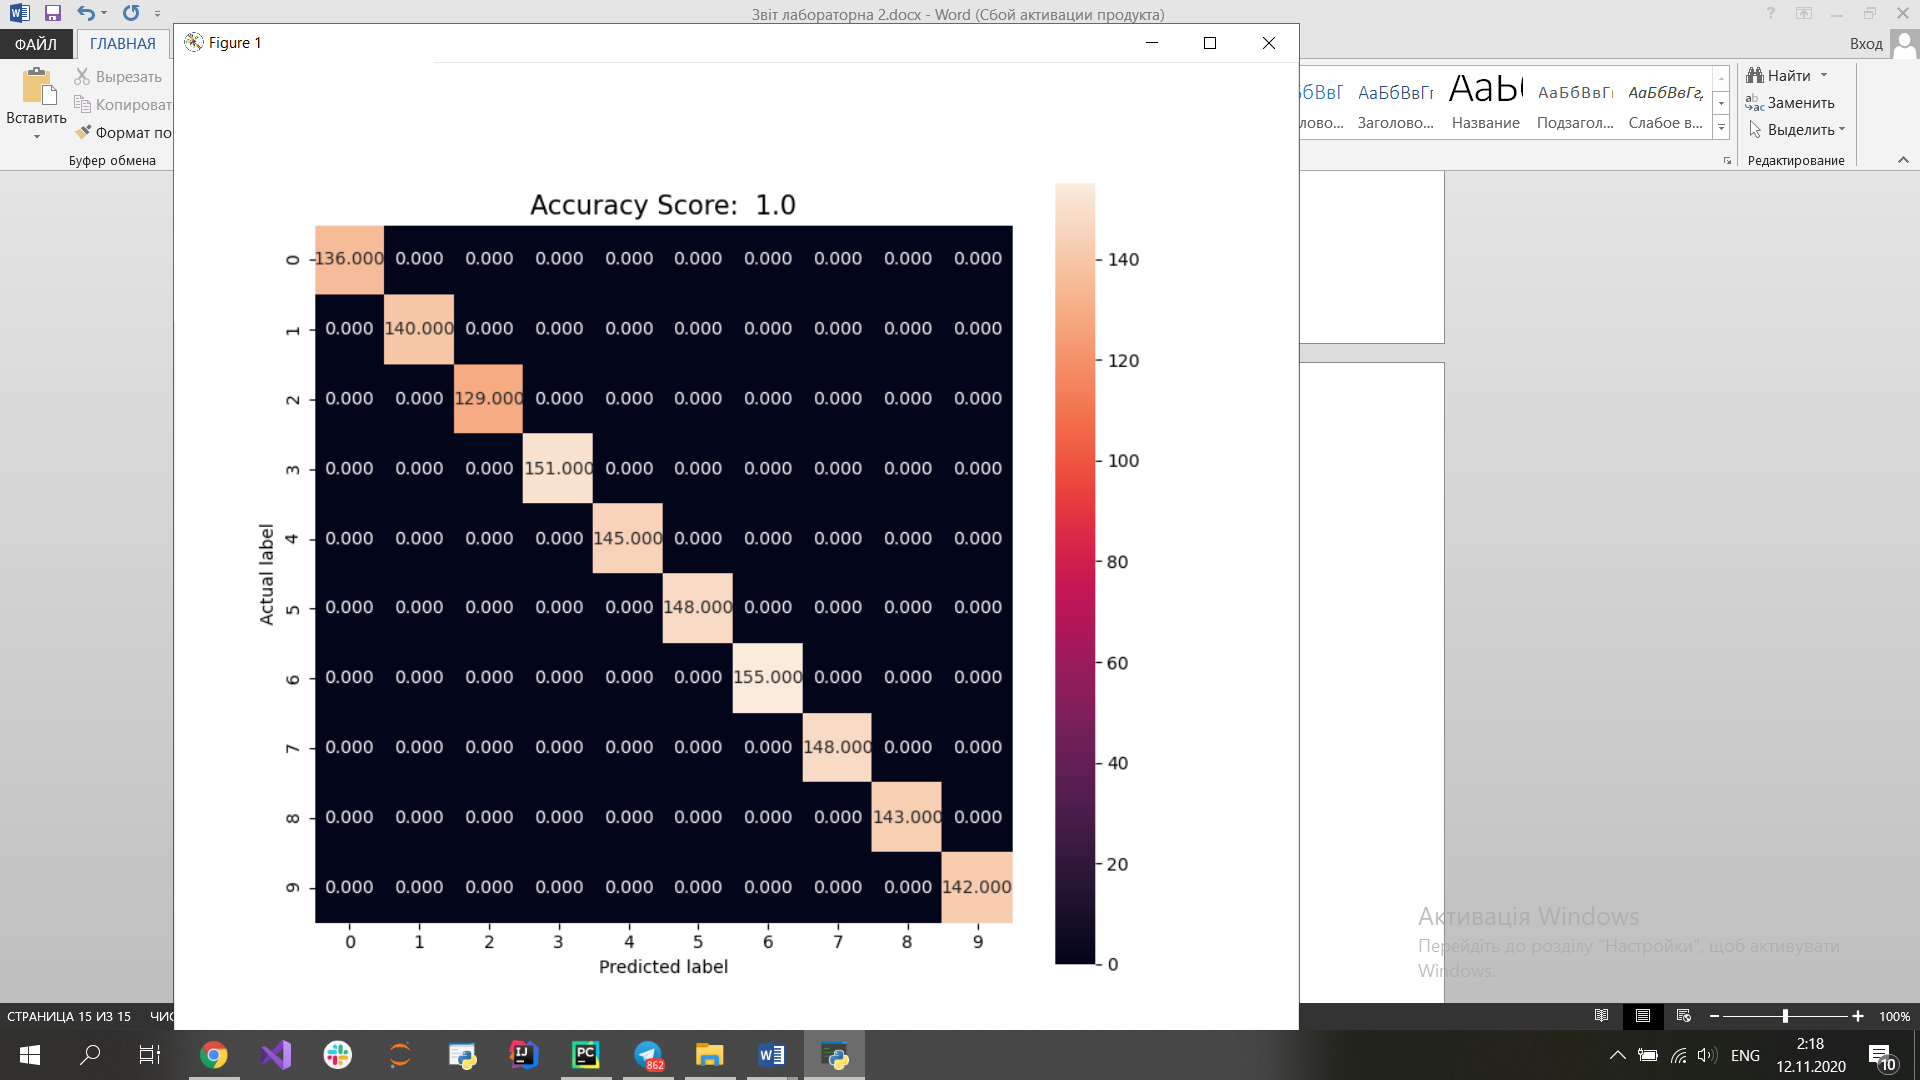 Звіт лабораторна 2.docx - Word (Сбой активации продукта)
ФАЙЛ
ГЛАВНАЯ
Вход
Figure 1
Вставить
Вырезать
Копироват
Формат по
Буфер обмена
АаБбВвГг
Заголово...
АаБ
Название
АаБбВвГг
Подзагол...
АаБбВвГг,
Слабое в...
Найти
Заменить
Выделить
Редактирование
Accuracy Score: 1.0
0 136.000 0.000 0.000 0.000 0.000 0.000 0.000 0.000 0.000 0.000
1 0.000 140.000 0.000 0.000 0.000 0.000 0.000 0.000 0.000 0.000
2 0.000 0.000 129.000 0.000 0.000 0.000 0.000 0.000 0.000 0.000
3 0.000 0.000 0.000 151.000 0.000 0.000 0.000 0.000 0.000 0.000
4 0.000 0.000 0.000 0.000 145.000 0.000 0.000 0.000 0.000 0.000
5 0.000 0.000 0.000 0.000 0.000 148.000 0.000 0.000 0.000 0.000
6 0.000 0.000 0.000 0.000 0.000 0.000 155.000 0.000 0.000 0.000
7 0.000 0.000 0.000 0.000 0.000 0.000 0.000 148.000 0.000 0.000
8 0.000 0.000 0.000 0.000 0.000 0.000 0.000 0.000 143.000 0.000
9 0.000 0.000 0.000 0.000 0.000 0.000 0.000 0.000 0.000 142.000
0 1 2 3 4 5 6 7 8 9
Actual label
Predicted label
140
120
100
80
60
40
20
0
Активація Windows
Перейдіть до розділу "Настройки", щоб активувати
Windows.
СТРАНИЦА 15 ИЗ 15
ЧИС
100%
862
ENG
2:18
12.11.2020
10